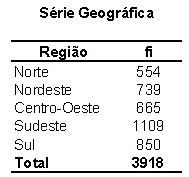 Série Geográfica
Região fi
Norte 554
Nordeste 739
Centro-Oeste 665
Sudeste 1109
Sul 850
Total 3918